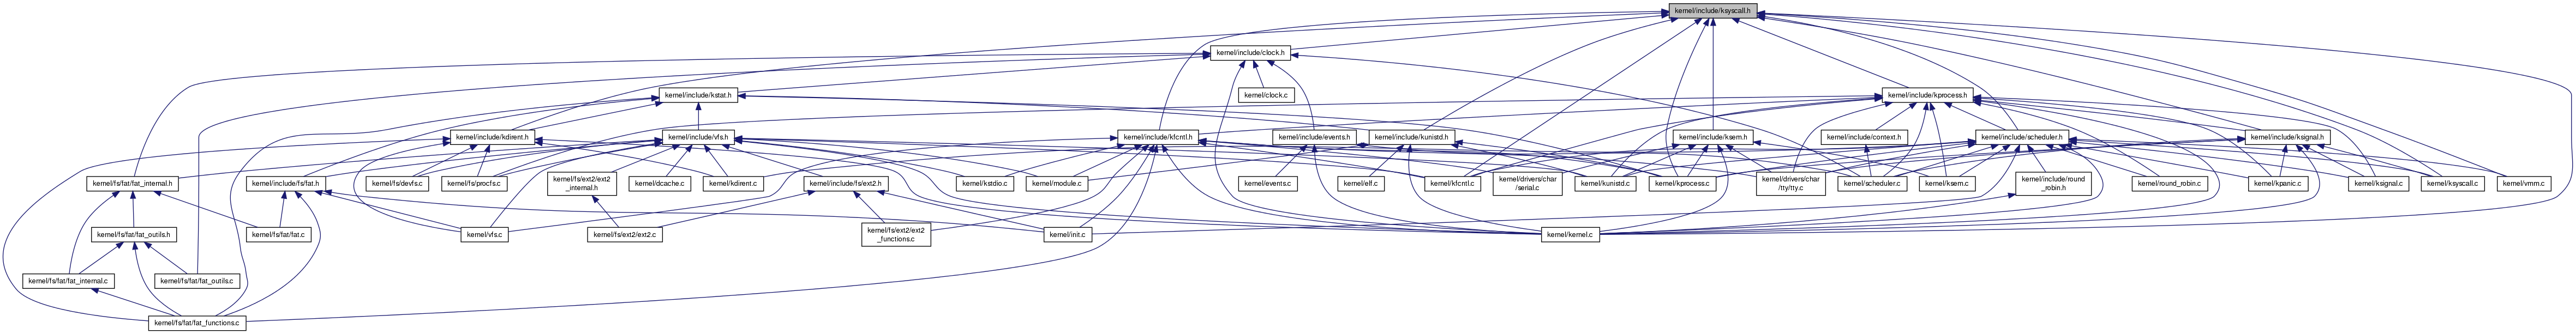 kernel/include/ksyscall.h
kernel/include/clock.h
kernel/include/kstat.h
kernel/clock.c
kernel/include/kprocess.h
kernel/include/kdirent.h
kernel/include/vfs.h
kernel/include/kfcntl.h
kernel/include/events.h
kernel/include/kunistd.h
kernel/include/ksem.h
kernel/include/context.h
kernel/include/scheduler.h
kernel/include/ksignal.h
kernel/fs/fat/fat_internal.h
kernel/include/fs/fat.h
kernel/fs/devfs.c
kernel/fs/procfs.c
kernel/fs/ext2/ext2
_internal.h
kernel/dcache.c
kernel/kdirent.c
kernel/include/fs/ext2.h
kernel/kstdio.c
kernel/module.c
kernel/events.c
kernel/elf.c
kernel/kfcntl.c
kernel/drivers/char
/serial.c
kernel/kunistd.c
kernel/kprocess.c
kernel/drivers/char
/tty/tty.c
kernel/scheduler.c
kernel/ksem.c
kernel/include/round
_robin.h
kernel/round_robin.c
kernel/kpanic.c
kernel/ksignal.c
kernel/ksyscall.c
kernel/vmm.c
kernel/fs/fat/fat_outils.h
kernel/fs/fat/fat.c
kernel/vfs.c
kernel/fs/ext2/ext2.c
kernel/fs/ext2/ext2
_functions.c
kernel/init.c
kernel/kernel.c
kernel/fs/fat/fat_internal.c
kernel/fs/fat/fat_outils.c
kernel/fs/fat/fat_functions.c